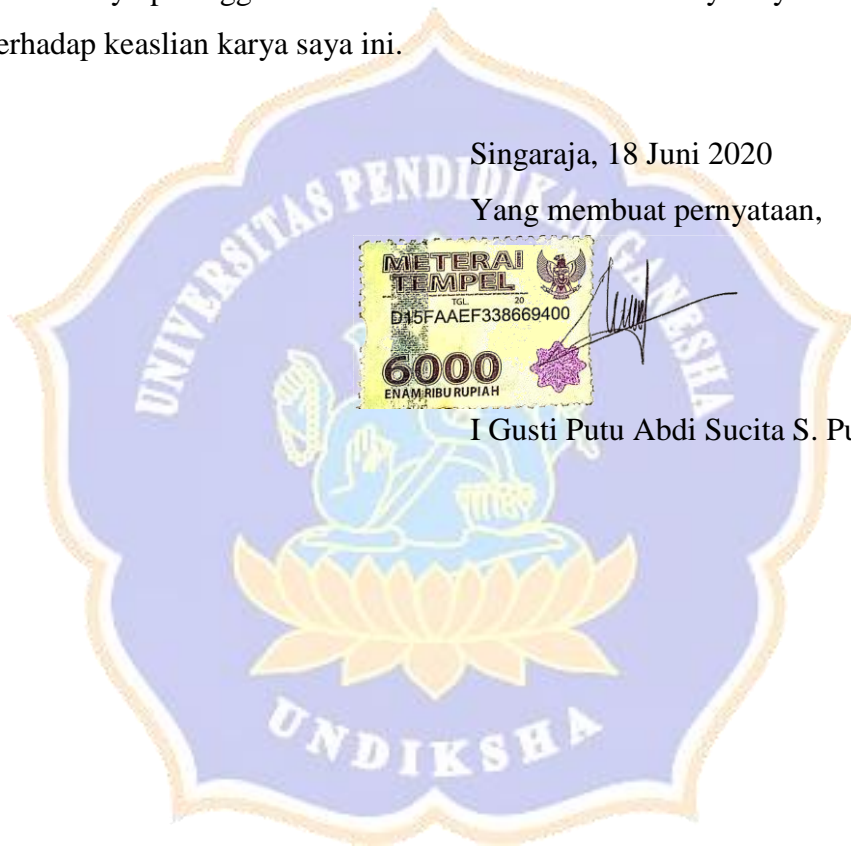 erhadap keaslian karya saya ini.
Singaraja, 18 Juni 2020
Yang membuat pernyataan,
METERAI
TEMPEL
TGL. 20
D15FAAEF338669400
6000
ENAM RIBU RUPIAH
I Gusti Putu Abdi Sucita S. Pu
UNIVERSITAS PENDIDIKAN GANESHA
UNDIKSHA